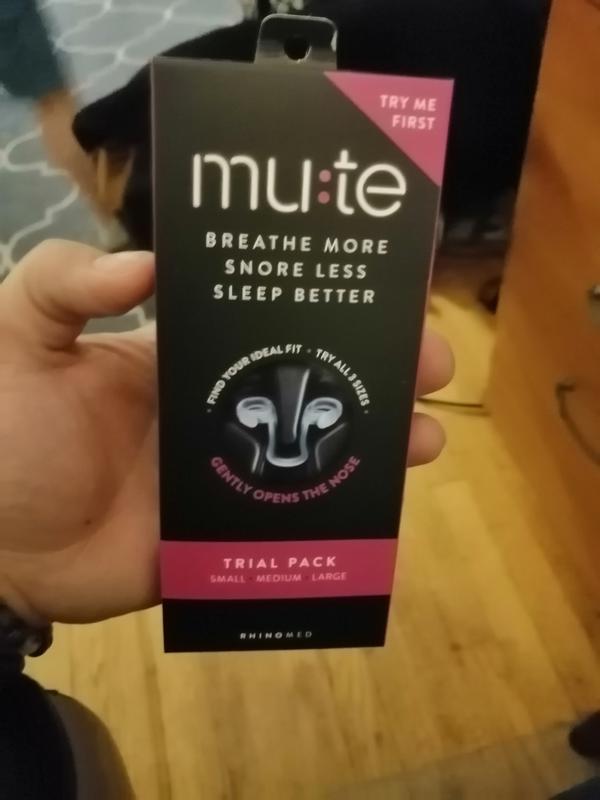 TRY ME
FIRST
mu:te
BREATHE MORE
SNORE LESS
SLEEP BETTER
• FIND YOUR IDEAL FIT • TRY ALL 3 SIZES •
GENTLY OPENS THE NOSE
TRIAL PACK
SMALL • MEDIUM • LARGE
RHINOMED